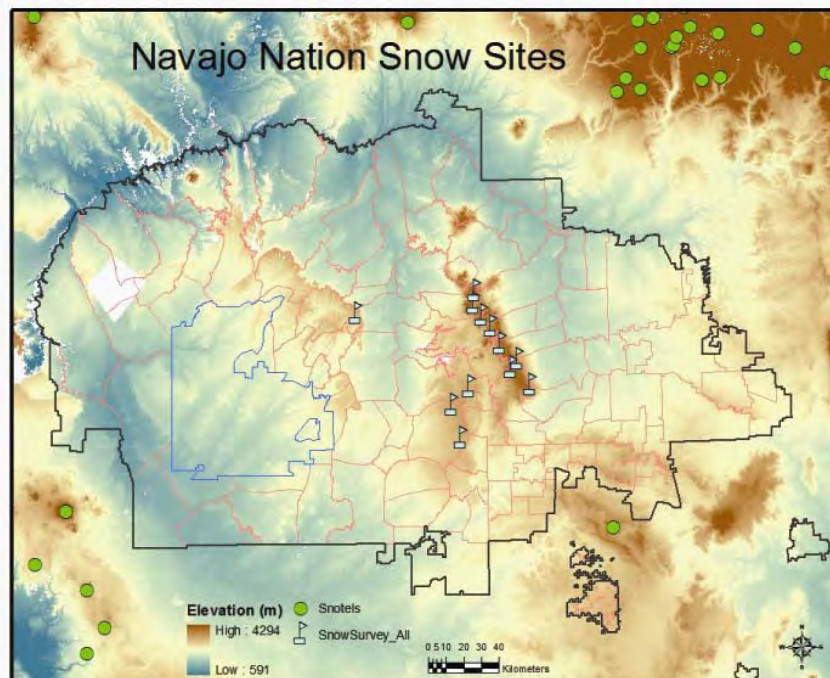 Navajo Nation Snow Sites
Elevation (m)
High : 4294
Low : 591
Snotels
SnowSurvey_All
0 5 10 20 30 40
Kilometers
N
W E
S